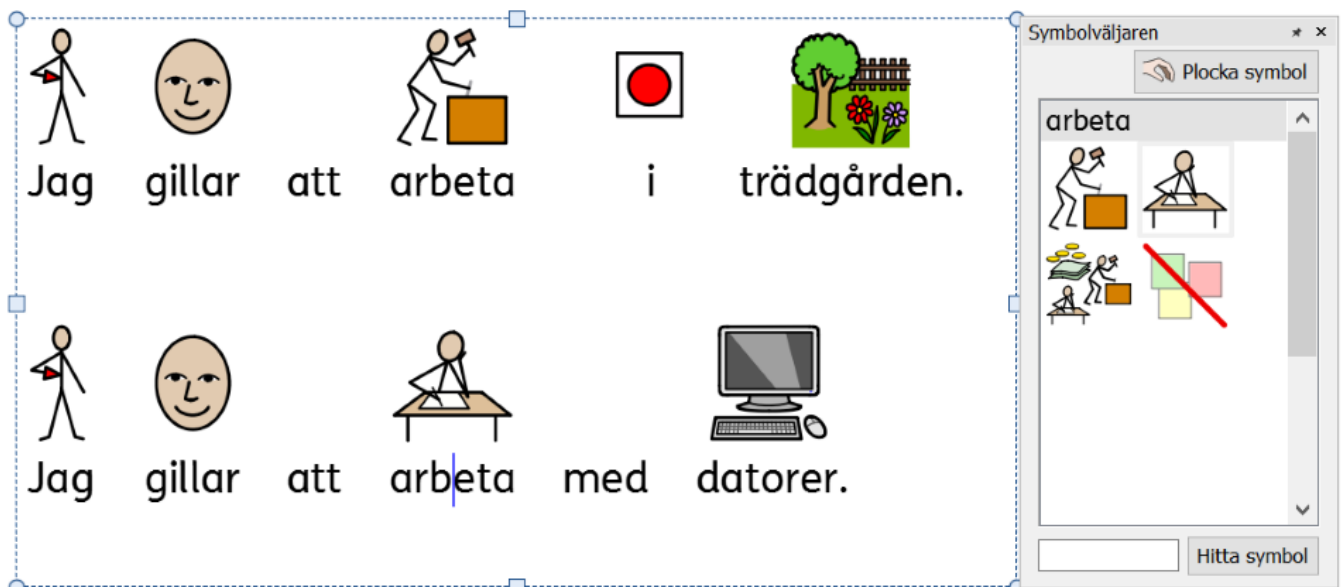 Jag gillar att arbeta i trädgården.
Jag gillar att arbeta med datorer.
Symbolväljaren
Plocka symbol
arbeta
Hitta symbol